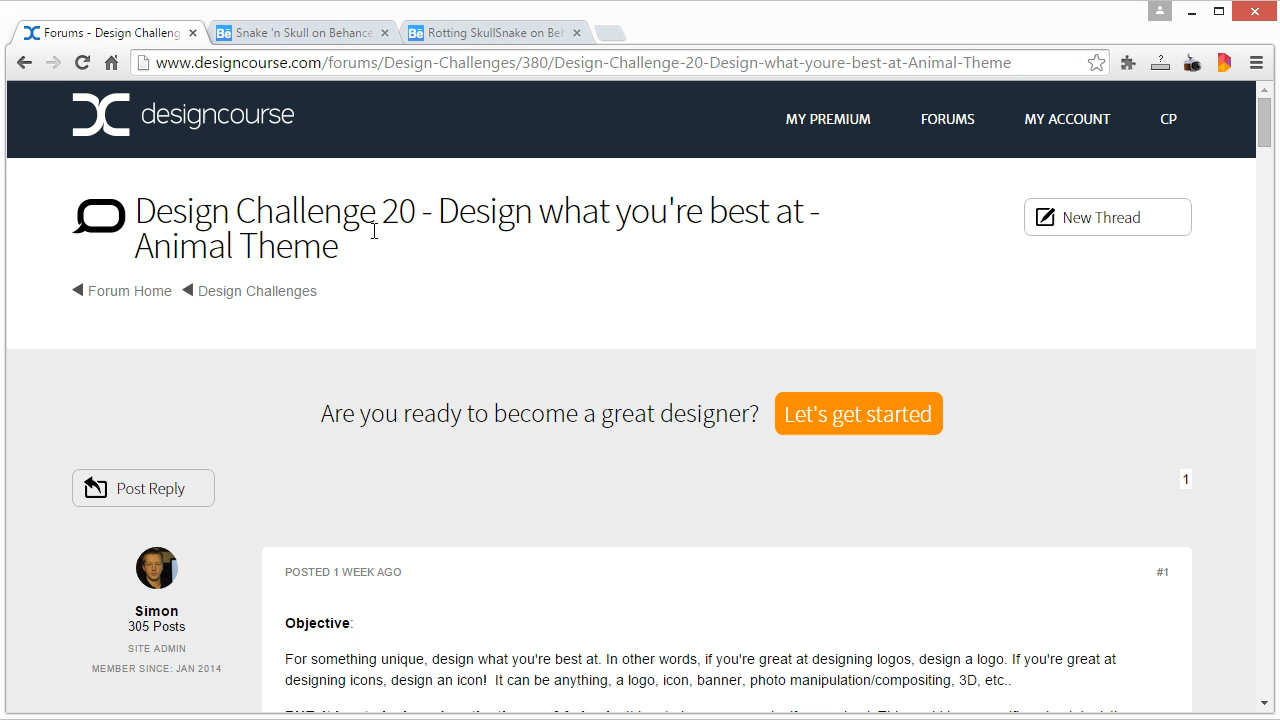 Forums - Design Challeng
Bē Snake 'n Skull on Behance
Bē Rotting SkullSnake on Beh
www.designcourse.com/forums/Design-Challenges/380/Design-Challenge-20-Design-what-youre-best-at-Animal-Theme
designcourse
MY PREMIUM
FORUMS
MY ACCOUNT
CP
Design Challenge 20 - Design what you're best at -
Animal Theme
New Thread
Forum Home
Design Challenges
Are you ready to become a great designer?
Let's get started
Post Reply
1
POSTED 1 WEEK AGO
#1
Simon
305 Posts
SITE ADMIN
MEMBER SINCE: JAN 2014
Objective:
For something unique, design what you're best at. In other words, if you're great at designing logos, design a logo. If you're great at
designing icons, design an icon! It can be anything, a logo, icon, banner, photo manipulation/compositing, 3D, etc..